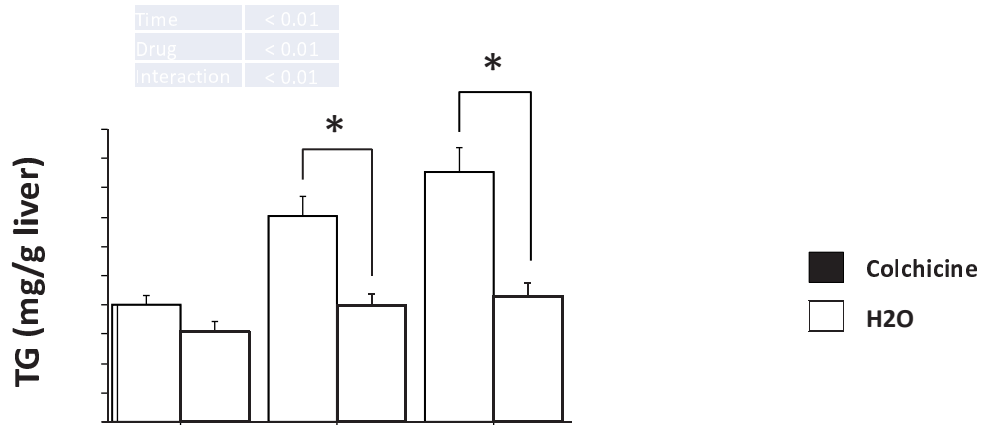 Time < 0.01
Drug < 0.01
Interaction < 0.01
*
*
TG (mg/g liver)
Colchicine
H2O